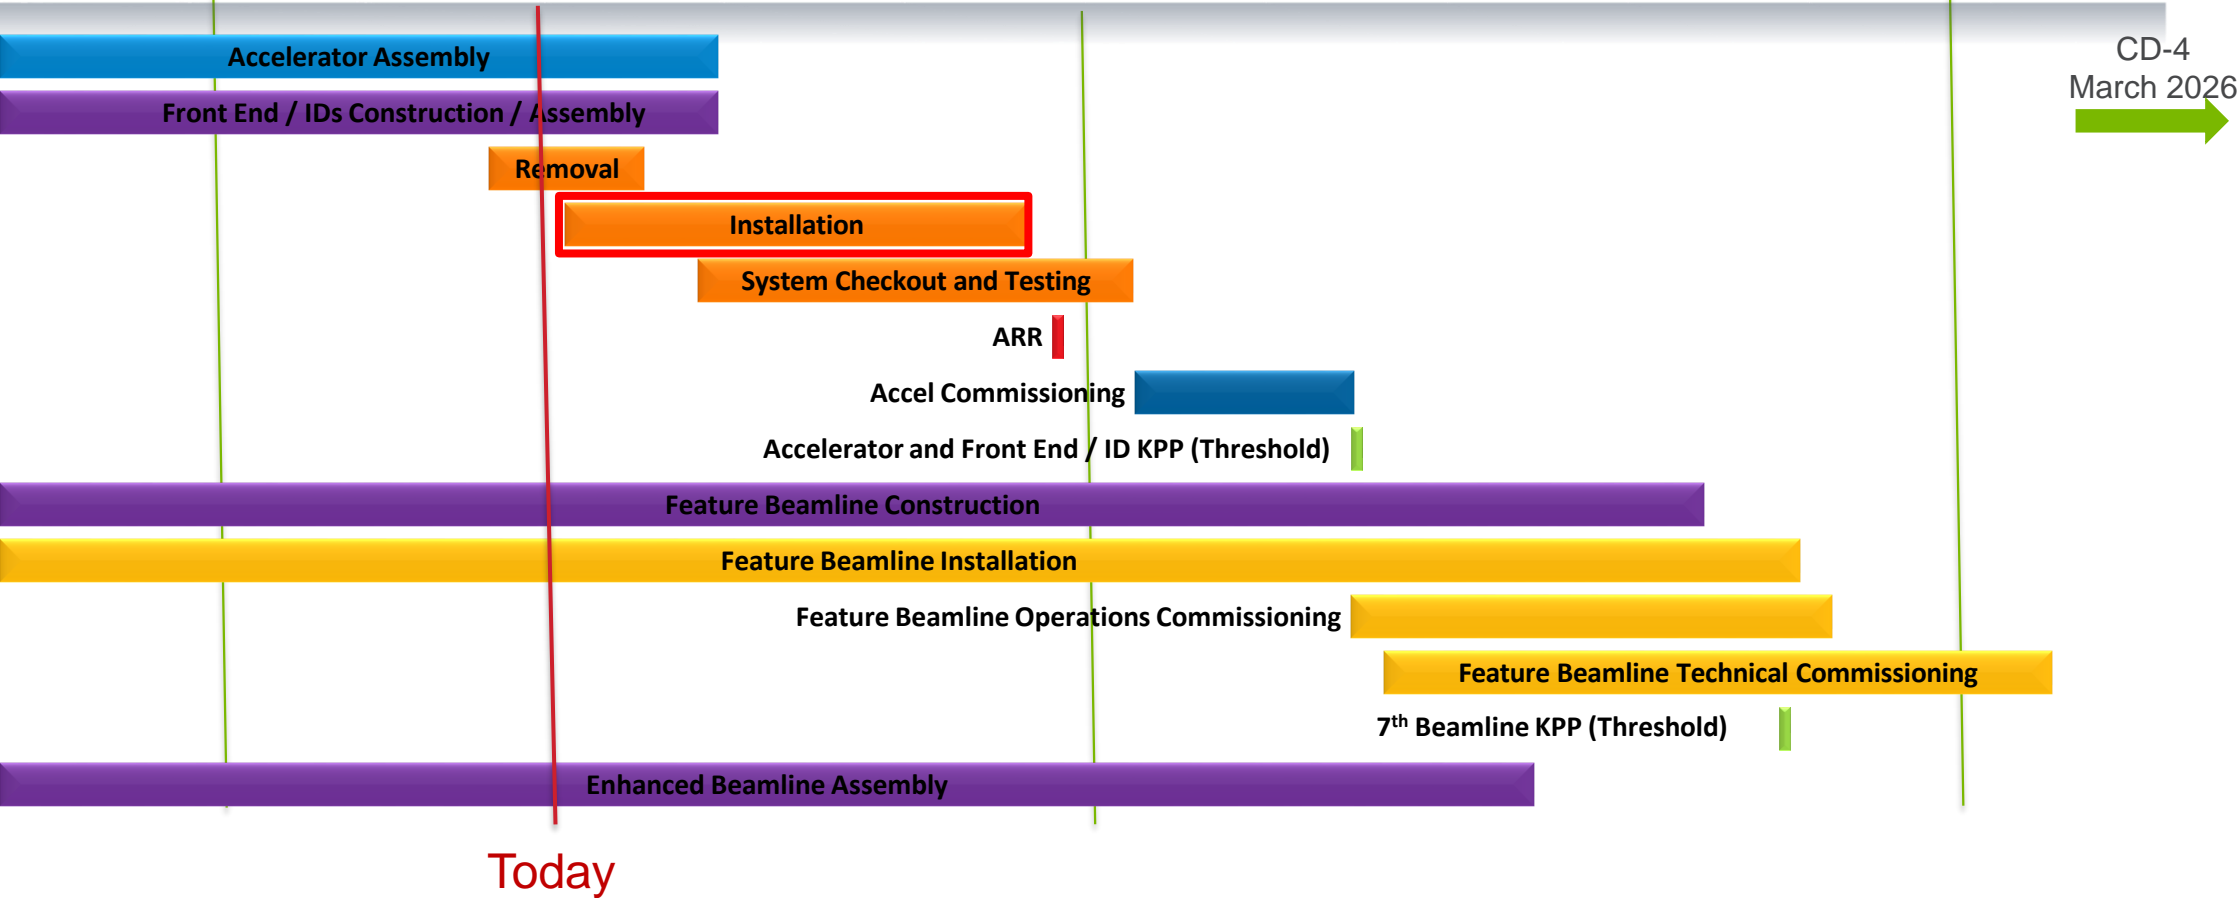 Accelerator Assembly
CD-4
March 2026
Front End / IDs Construction / Assembly
Removal
Installation
System Checkout and Testing
ARR
Accel Commissioning
Accelerator and Front End / ID KPP (Threshold)
Feature Beamline Construction
Feature Beamline Installation
Feature Beamline Operations Commissioning
Feature Beamline Technical Commissioning
7th Beamline KPP (Threshold)
Enhanced Beamline Assembly
Today